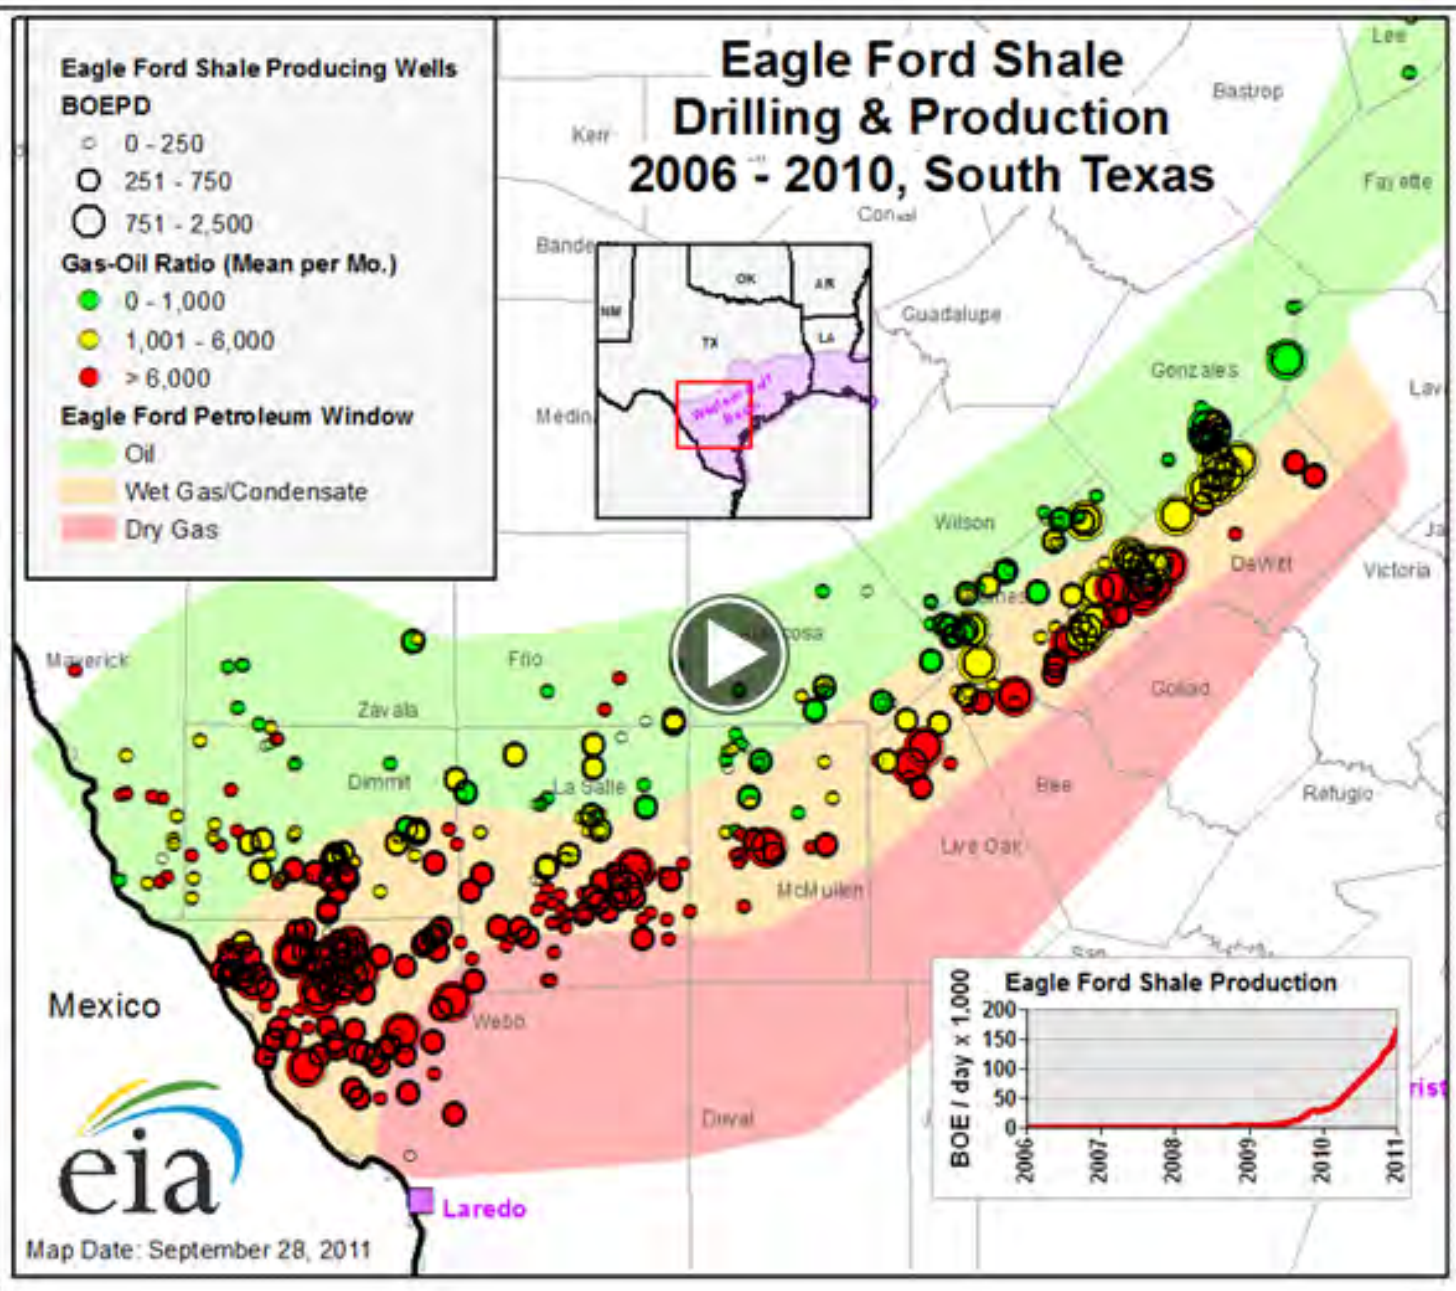 Eagle Ford Shale
Drilling & Production
2006 - 2010, South Texas
Eagle Ford Shale Producing Wells
BOEPD
0 - 250
251 - 750
751 - 2,500
Gas-Oil Ratio (Mean per Mo.)
0 - 1,000
1,001 - 6,000
> 6,000
Eagle Ford Petroleum Window
Oil
Wet Gas/Condensate
Dry Gas
Lee
Bastrop
Kerr
Fayette
Guadalupe
Gonzales
Lav
Medin
OK
AR
NM
TX
LA
Wilson
DeWitt
Victoria
Ja
Maverick
Frio
Goliad
Zavala
Dimmit
La Salle
Bee
Refugio
Live Oak
McMullen
San
Mexico
Webb
Duval
Laredo
rist
Eagle Ford Shale Production
BOE / day x 1,000
200
150
100
50
0
2006
2007
2008
2009
2010
2011
eia
Map Date: September 28, 2011